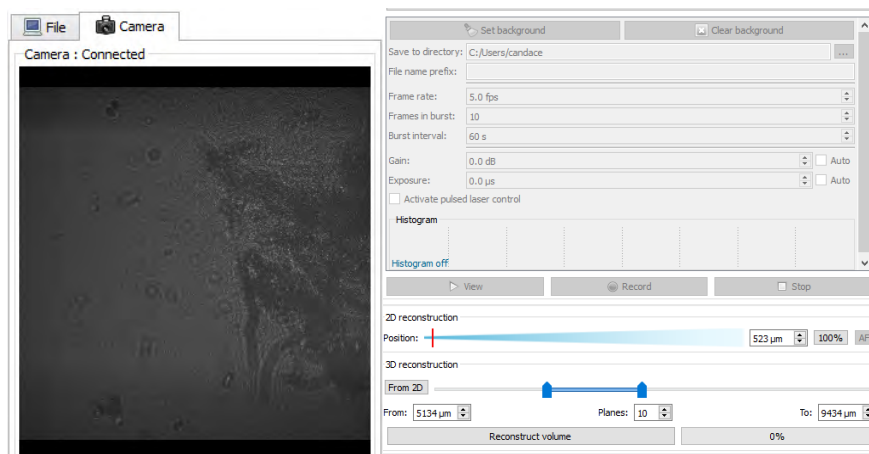 File
Camera
Camera : Connected
Set background
Clear background
Save to directory: C:/Users/candace ...
File name prefix:
Frame rate: 5.0 fps
Frames in burst: 10
Burst interval: 60 s
Gain: 0.0 dB Auto
Exposure: 0.0 µs Auto
Activate pulsed laser control
Histogram
Histogram off
View
Record
Stop
2D reconstruction
Position: 523 µm 100% AF
3D reconstruction
From 2D
From: 5134 µm Planes: 10 To: 9434 µm
Reconstruct volume 0%